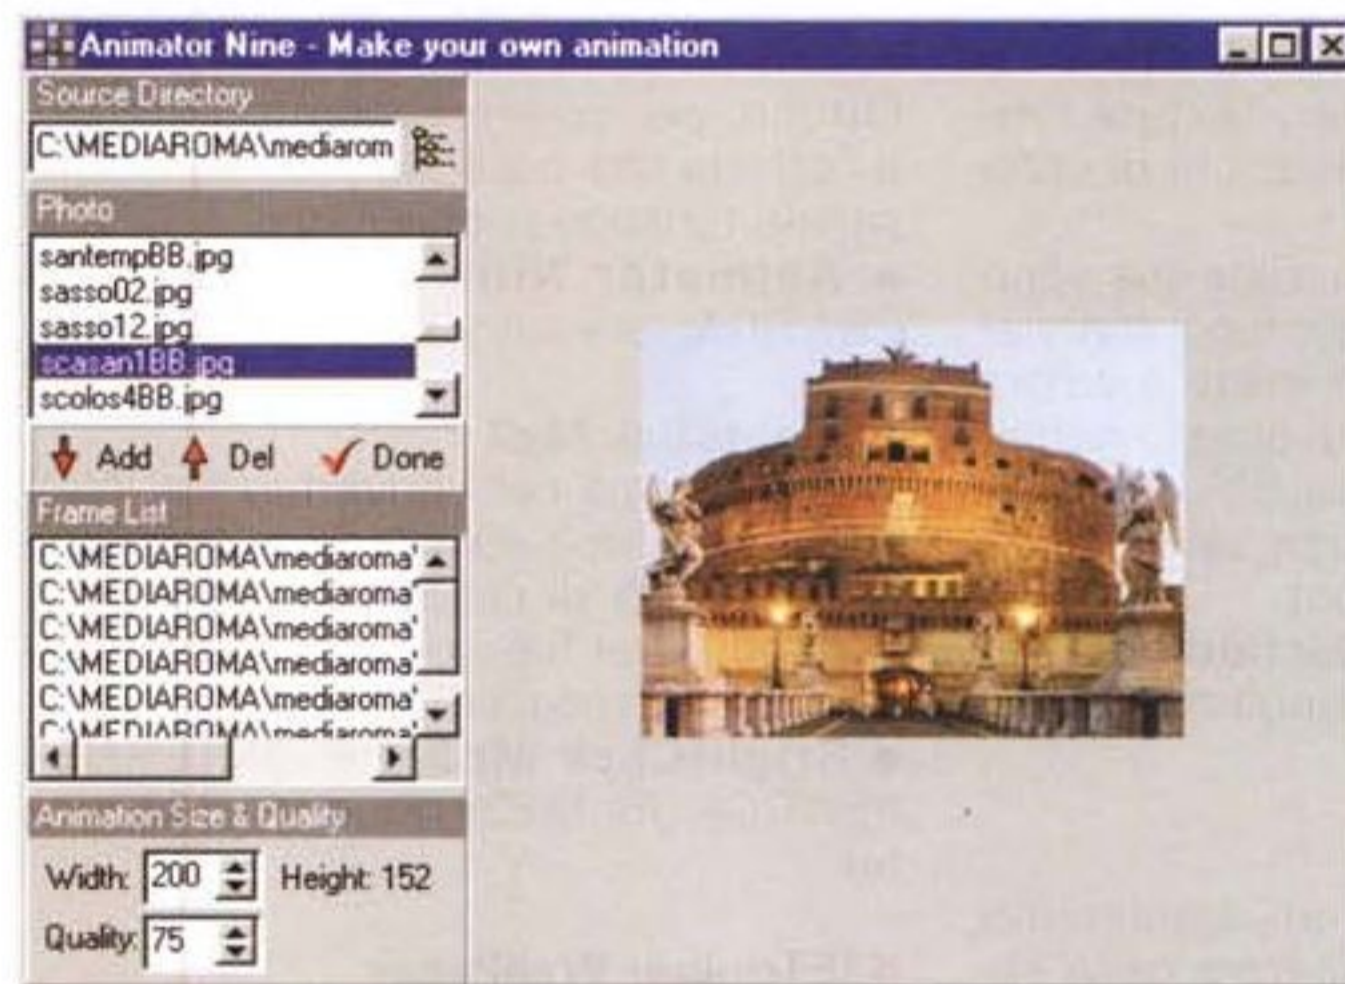 Animator Nine - Make your own animation
Source Directory
C:\MEDIAROMA\mediarom
Photo
santempBB.jpg
sasso02.jpg
sasso12.jpg
scasan1BB.jpg
scolos4BB.jpg
Add Del Done
Frame List
C:\MEDIAROMA\mediaroma'
C:\MEDIAROMA\mediaroma'
C:\MEDIAROMA\mediaroma'
C:\MEDIAROMA\mediaroma'
C:\MEDIAROMA\mediaroma'
C:\MEDIAROMA\mediaroma'
Animation Size & Quality
Width: 200 Height: 152
Quality: 75